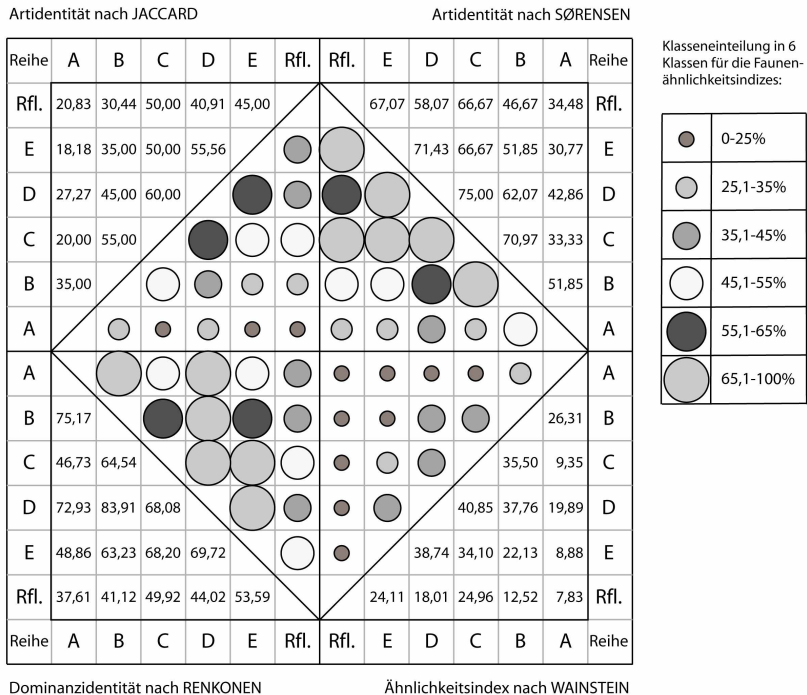 Artidentität nach JACCARD
Artidentität nach SØRENSEN
Reihe A B C D E Rfl. Rfl. E D C B A Reihe
Rfl. 20,83 30,44 50,00 40,91 45,00 67,07 58,07 66,67 46,67 34,48 Rfl.
E 18,18 35,00 50,00 55,56 71,43 66,67 51,85 30,77 E
D 27,27 45,00 60,00 75,00 62,07 42,86 D
C 20,00 55,00 70,97 33,33 C
B 35,00 51,85 B
A A
A A
B 75,17 26,31 B
C 46,73 64,54 35,50 9,35 C
D 72,93 83,91 68,08 40,85 37,76 19,89 D
E 48,86 63,23 68,20 69,72 38,74 34,10 22,13 8,88 E
Rfl. 37,61 41,12 49,92 44,02 53,59 24,11 18,01 24,96 12,52 7,83 Rfl.
Reihe A B C D E Rfl. Rfl. E D C B A Reihe
Dominanzidentität nach RENKONEN
Ähnlichkeitsindex nach WAINSTEIN
Klasseneinteilung in 6
Klassen für die Faunen-
ähnlichkeitsindizes:
0-25%
25,1-35%
35,1-45%
45,1-55%
55,1-65%
65,1-100%